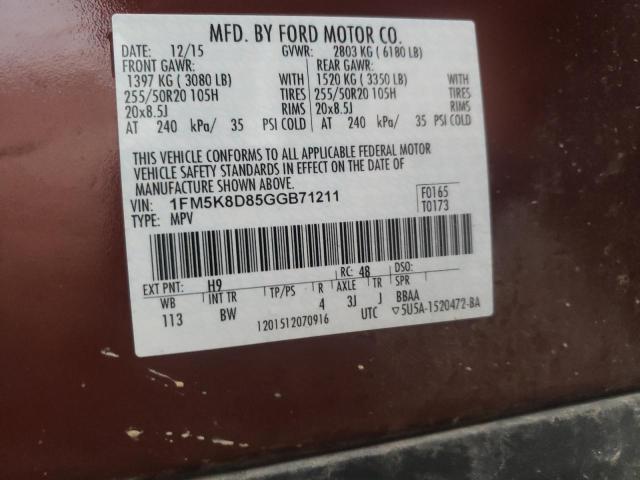 MFD. BY FORD MOTOR CO.
DATE: 12/15 GVWR: 2803 KG ( 6180 LB)
FRONT GAWR: REAR GAWR:
1397 KG ( 3080 LB) WITH 1520 KG ( 3350 LB) WITH
255/50R20 105H TIRES 255/50R20 105H TIRES
20x8.5J RIMS 20x8.5J RIMS
AT 240 kPa/ 35 PSI COLD AT 240 kPa/ 35 PSI COLD
THIS VEHICLE CONFORMS TO ALL APPLICABLE FEDERAL MOTOR
VEHICLE SAFETY STANDARDS IN EFFECT ON THE DATE OF
MANUFACTURE SHOWN ABOVE.
VIN: 1FM5K8D85GGB71211 F0165
TYPE: MPV T0173
EXT PNT: H9 RC: 48 DSO:
WB INT TR TP/PS R AXLE TR SPR
113 BW 4 3J J BBAA
1201512070916 UTC ▽5U5A-1520472-BA